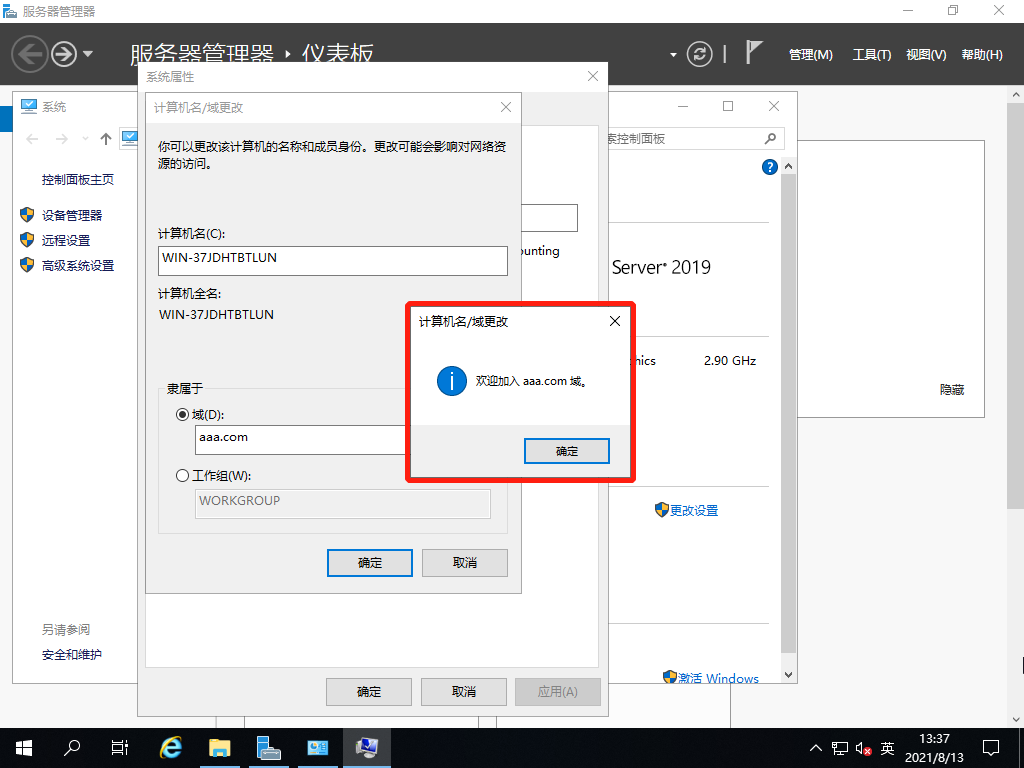 服务器管理器
服务器管理器 ‣ 仪表板
管理(M) 工具(T) 视图(V) 帮助(H)
系统属性
系统
计算机名/域更改
你可以更改该计算机的名称和成员身份。更改可能会影响对网络资
源的访问。
索控制面板
控制面板主页
设备管理器
远程设置
高级系统设置
计算机名(C):
WIN-37JDHTBTLUN
计算机全名:
WIN-37JDHTBTLUN
unting
Server® 2019
计算机名/域更改
欢迎加入 aaa.com 域。
确定
nics 2.90 GHz
隐藏
隶属于
域(D):
aaa.com
工作组(W):
WORKGROUP
更改设置
确定 取消
另请参阅
安全和维护
激活 Windows
确定 取消 应用(A)
英
13:37
2021/8/13